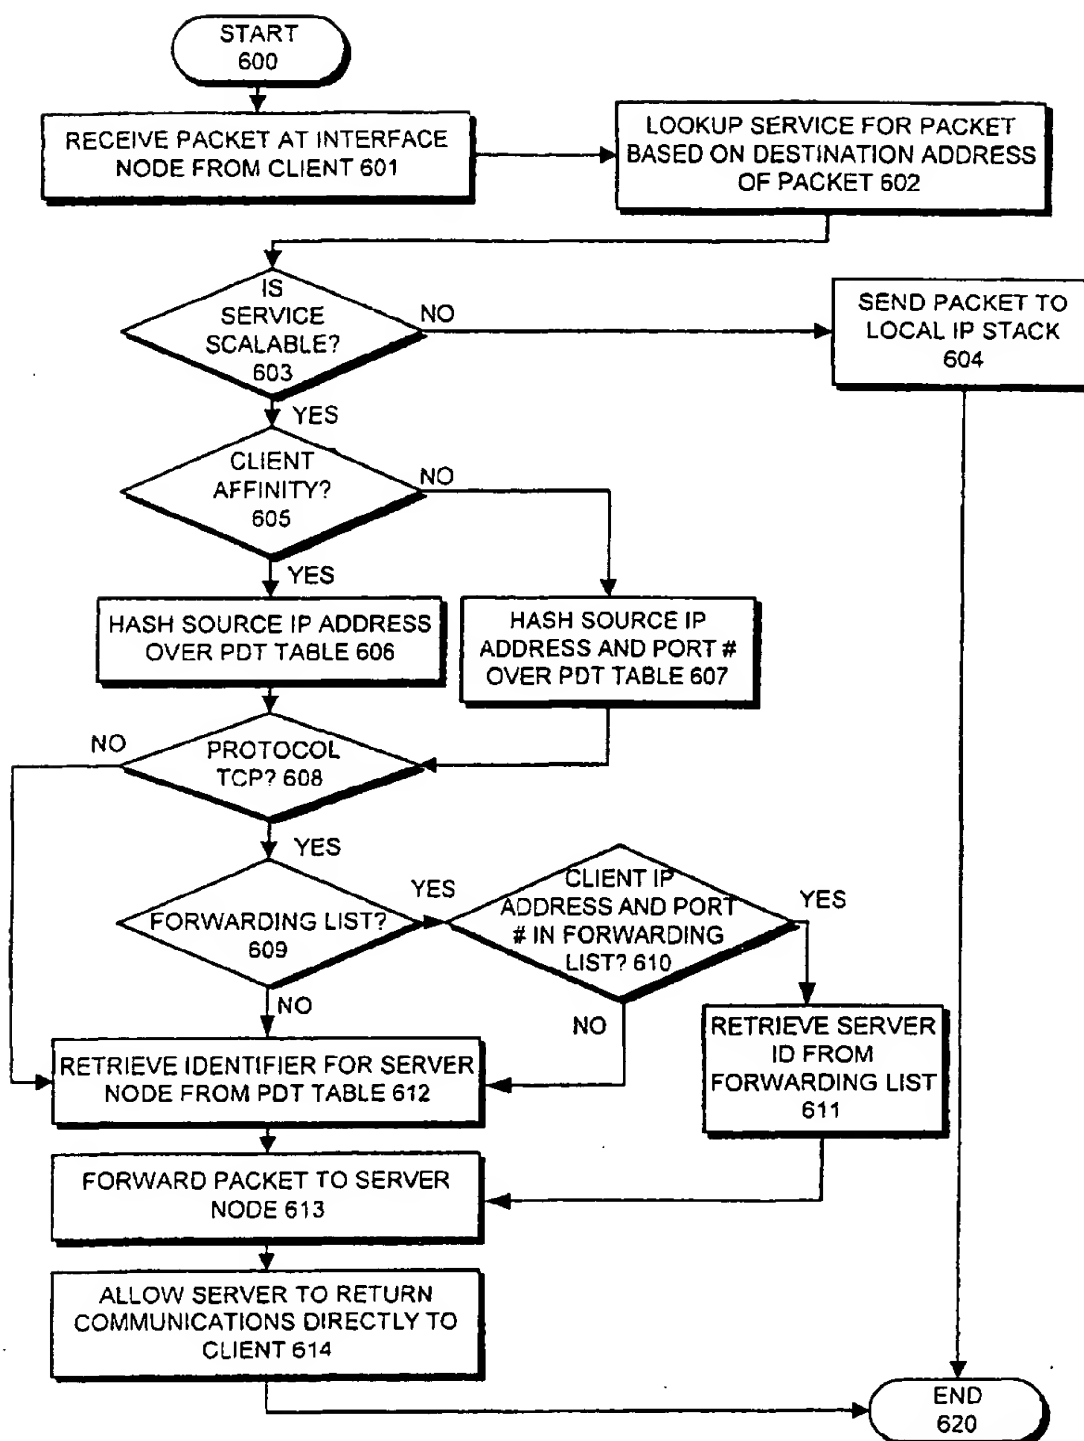 START
600
RECEIVE PACKET AT INTERFACE
NODE FROM CLIENT 601
LOOKUP SERVICE FOR PACKET
BASED ON DESTINATION ADDRESS
OF PACKET 602
IS
SERVICE
SCALABLE?
603
NO
SEND PACKET TO
LOCAL IP STACK
604
YES
CLIENT
AFFINITY?
605
NO
YES
HASH SOURCE IP ADDRESS
OVER PDT TABLE 606
HASH SOURCE IP
ADDRESS AND PORT #
OVER PDT TABLE 607
NO
PROTOCOL
TCP? 608
YES
FORWARDING LIST?
609
YES
CLIENT IP
ADDRESS AND PORT
# IN FORWARDING
LIST? 610
YES
NO
NO
RETRIEVE SERVER
ID FROM
FORWARDING LIST
611
RETRIEVE IDENTIFIER FOR SERVER
NODE FROM PDT TABLE 612
FORWARD PACKET TO SERVER
NODE 613
ALLOW SERVER TO RETURN
COMMUNICATIONS DIRECTLY TO
CLIENT 614
END
620